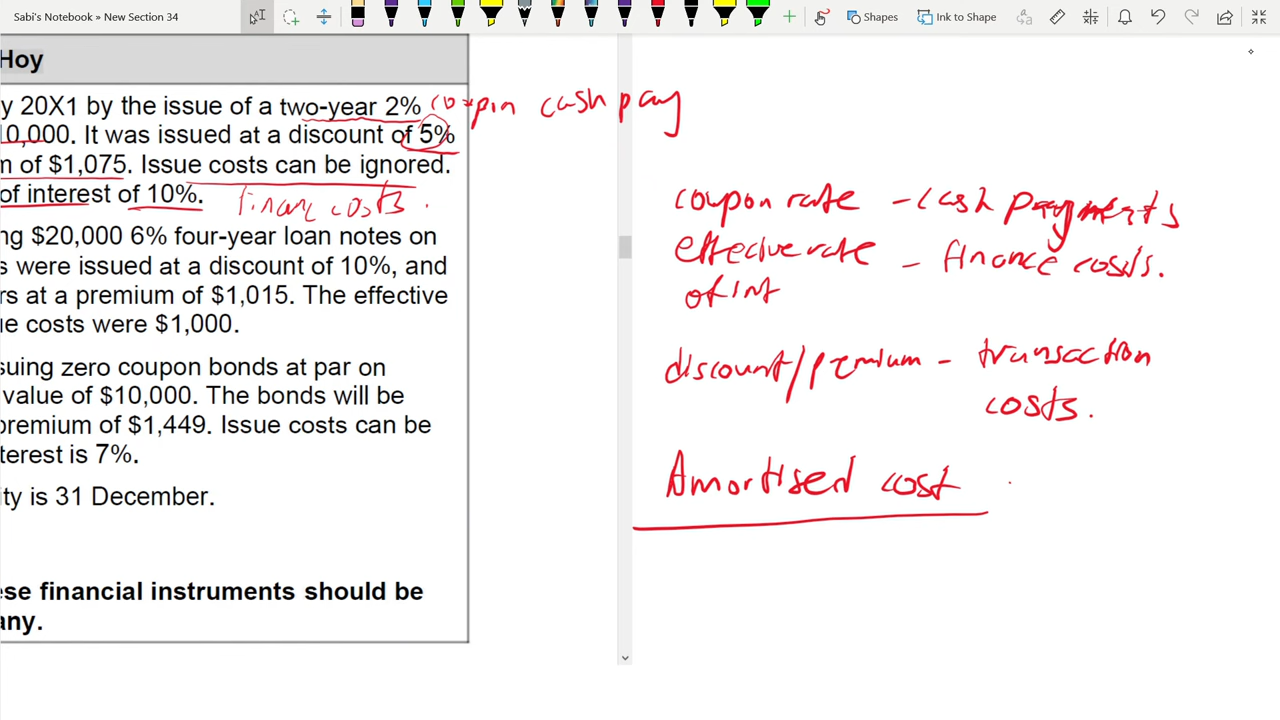 Sabi's Notebook » New Section 34
Shapes
Ink to Shape
Hoy
y 20X1 by the issue of a two-year 2% coupin cash pay
10,000. It was issued at a discount of 5%
m of $1,075. Issue costs can be ignored.
of interest of 10%. Financ costs.
ng $20,000 6% four-year loan notes on
s were issued at a discount of 10%, and
rs at a premium of $1,015. The effective
ue costs were $1,000.
suing zero coupon bonds at par on
value of $10,000. The bonds will be
premium of $1,449. Issue costs can be
terest is 7%.
ity is 31 December.
ese financial instruments should be
any.
coupon rate - cash payments
effective rate - finance costs.
of int
discount/premium - transaction
costs.
Amortised cost